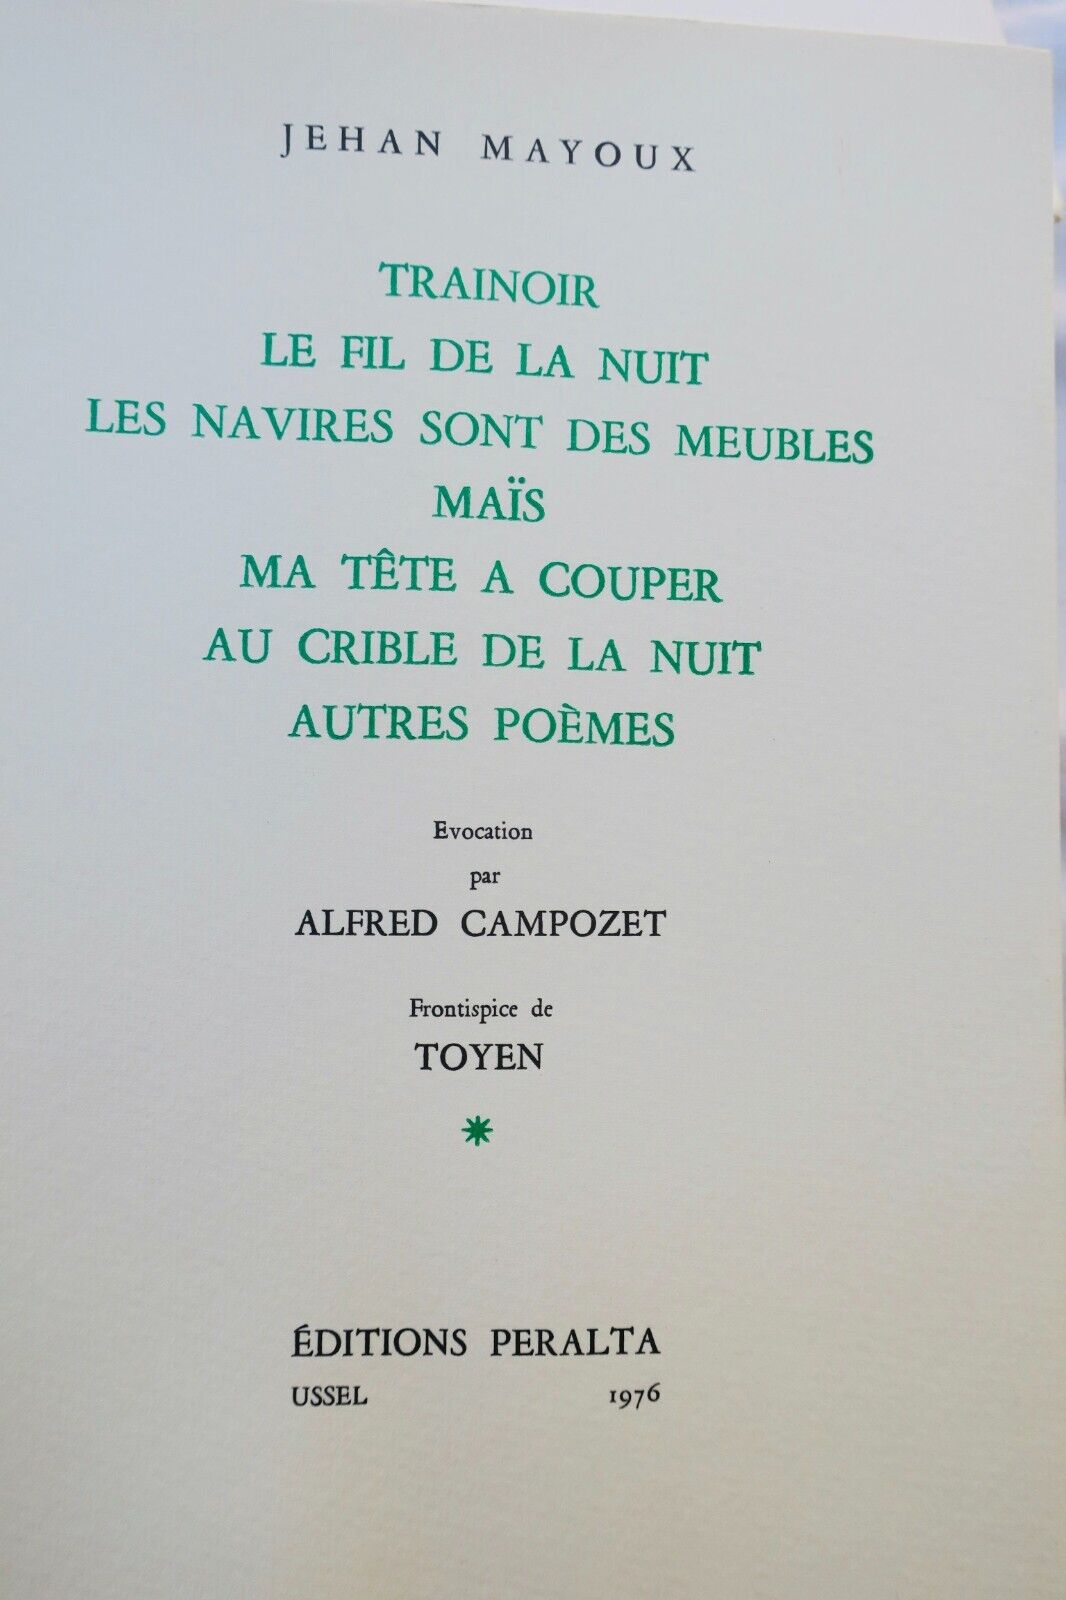 JEHAN MAYOUX
TRAINOIR
LE FIL DE LA NUIT
LES NAVIRES SONT DES MEUBLES
MAÏS
MA TÊTE A COUPER
AU CRIBLE DE LA NUIT
AUTRES POÈMES
Evocation
par
ALFRED CAMPOZET
Frontispice de
TOYEN
ÉDITIONS PERALTA
USSEL 1976